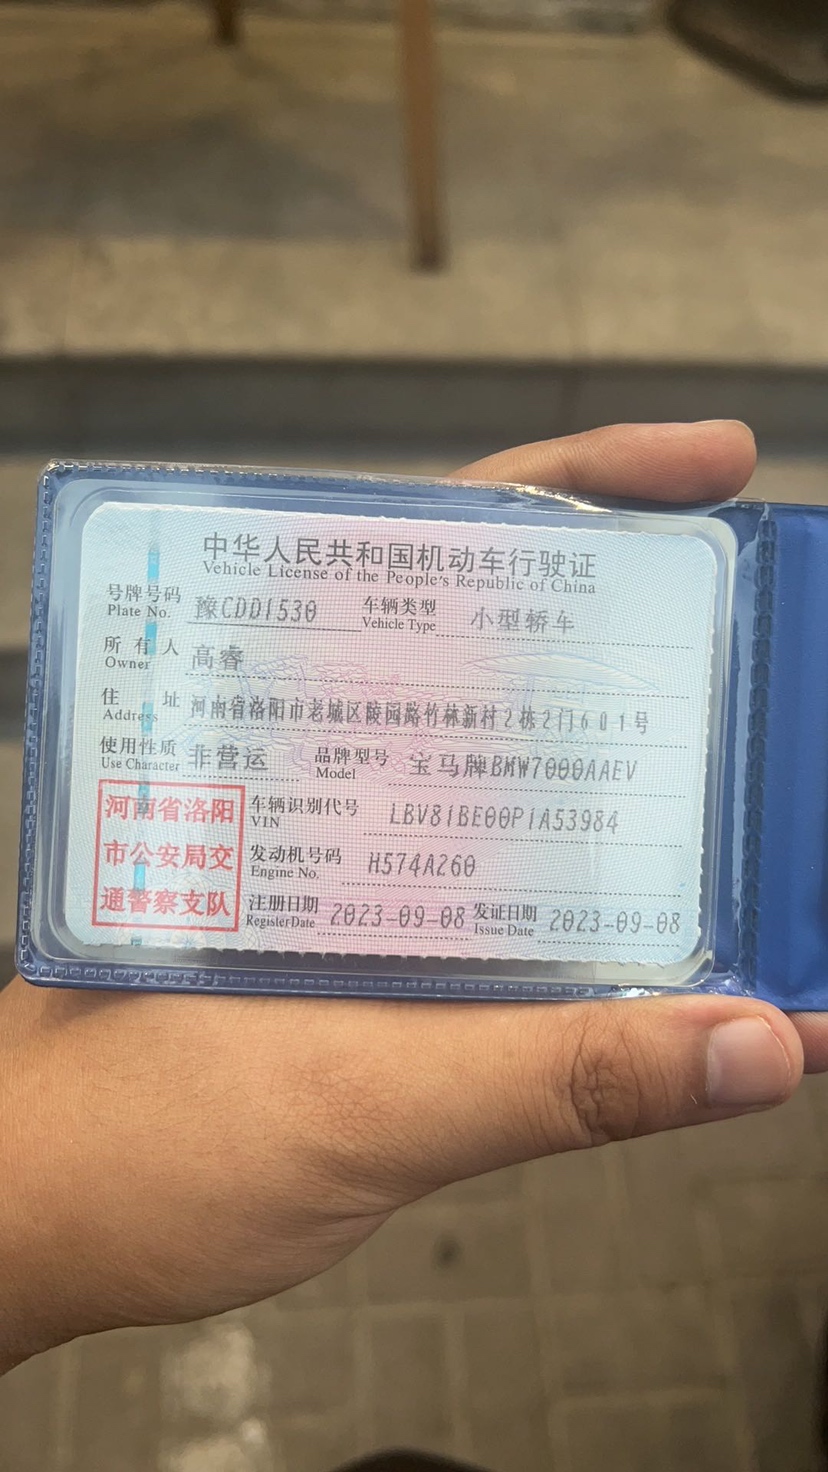 中华人民共和国机动车行驶证
Vehicle License of the People's Republic of China
号牌号码 豫CDD1530 车辆类型 小型轿车
Plate No. Vehicle Type
所有人 高睿
Owner
住址 河南省洛阳市老城区陵园路竹林新村2栋2门601号
Address
使用性质 非营运 品牌型号 宝马牌BMW7000AAEV
Use Character Model
河南省洛阳
市公安局交
通警察支队
车辆识别代号 LBV81BE00P1A53984
VIN
发动机号码 H574A260
Engine No.
注册日期 2023-09-08 发证日期 2023-09-08
Register Date Issue Date